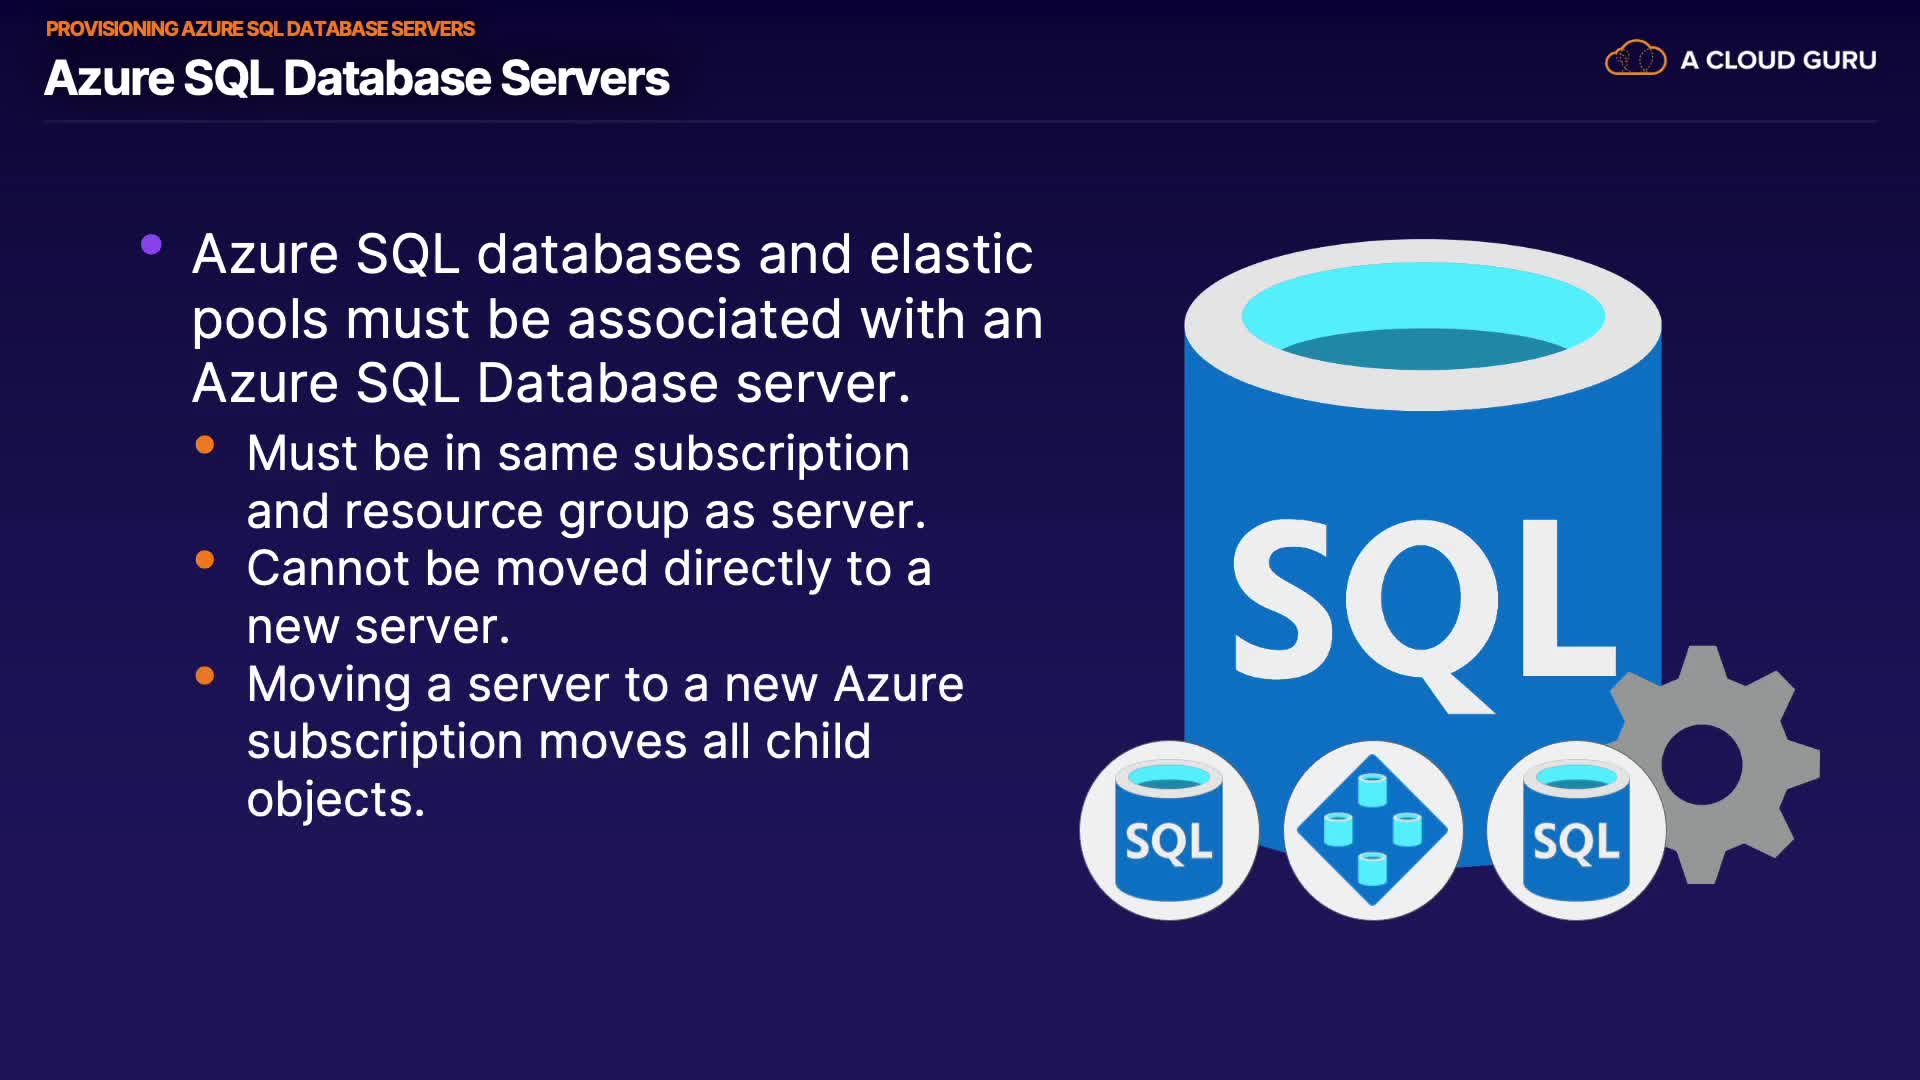 PROVISIONING AZURE SQL DATABASE SERVERS
Azure SQL Database Servers
A CLOUD GURU
Azure SQL databases and elastic
pools must be associated with an
Azure SQL Database server.
Must be in same subscription
and resource group as server.
Cannot be moved directly to a
new server.
Moving a server to a new Azure
subscription moves all child
objects.
SQL
SQL
SQL